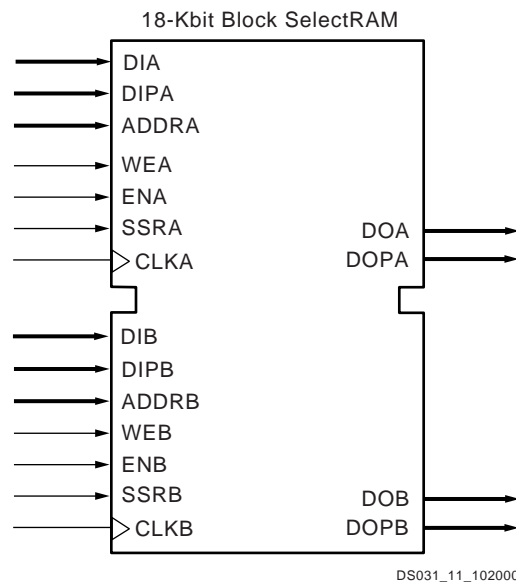 18-Kbit Block SelectRAM
DIA
DIPA
ADDRA
WEA
ENA
SSRA
CLKA
DOA
DOPA
DIB
DIPB
ADDRB
WEB
ENB
SSRB
CLKB
DOB
DOPB
DS031_11_102000